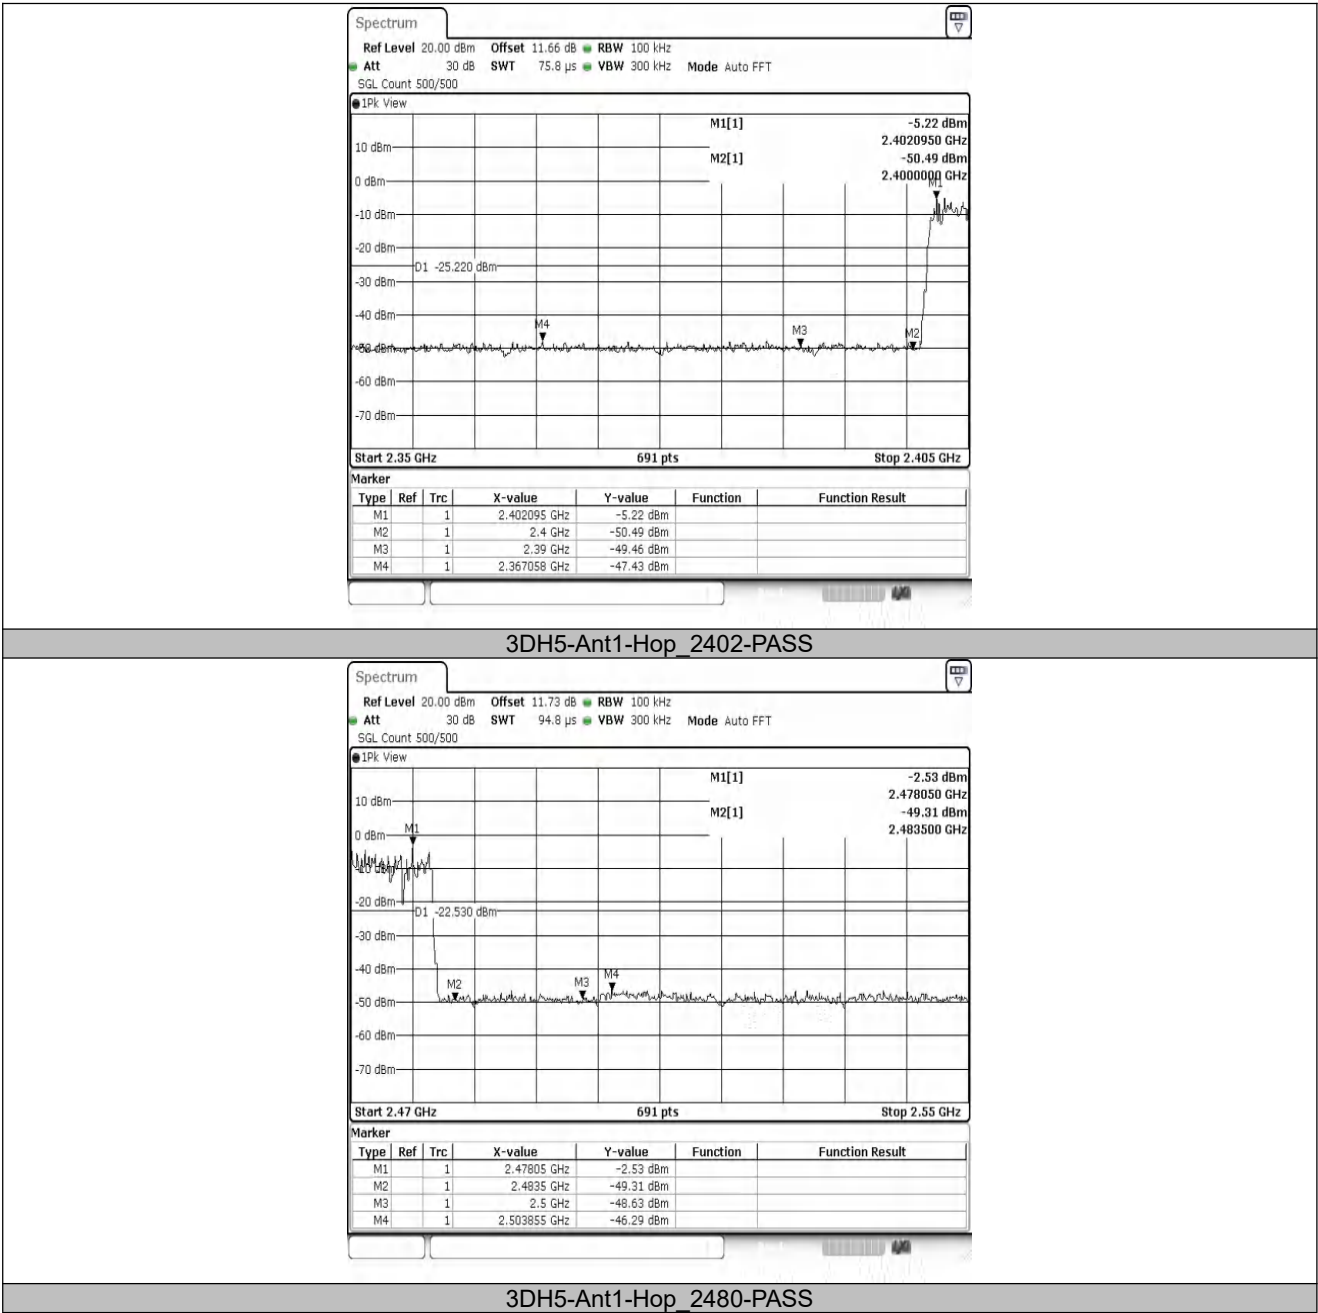 Spectrum
Ref Level 20.00 dBm Offset 11.66 dB RBW 100 kHz
Att 30 dB SWT 75.8 µs VBW 300 kHz Mode Auto FFT
SGL Count 500/500
1Pk View
M1[1] -5.22 dBm
2.4020950 GHz
M2[1] -50.49 dBm
2.4000000 GHz
M1
10 dBm
0 dBm
-10 dBm
-20 dBm
D1 -25.220 dBm
-30 dBm
-40 dBm
M4 M3 M2
-60 dBm
-70 dBm
Start 2.35 GHz 691 pts Stop 2.405 GHz
Marker
Type Ref Trc X-value Y-value Function Function Result
M1 1 2.402095 GHz -5.22 dBm
M2 1 2.4 GHz -50.49 dBm
M3 1 2.39 GHz -49.46 dBm
M4 1 2.367058 GHz -47.43 dBm
3DH5-Ant1-Hop_2402-PASS
Spectrum
Ref Level 20.00 dBm Offset 11.73 dB RBW 100 kHz
Att 30 dB SWT 94.8 µs VBW 300 kHz Mode Auto FFT
SGL Count 500/500
1Pk View
M1[1] -2.53 dBm
2.478050 GHz
M2[1] -49.31 dBm
2.483500 GHz
10 dBm
M1
0 dBm
-10 dBm
-20 dBm
D1 -22.530 dBm
-30 dBm
-40 dBm
M2 M3 M4
-50 dBm
-60 dBm
-70 dBm
Start 2.47 GHz 691 pts Stop 2.55 GHz
Marker
Type Ref Trc X-value Y-value Function Function Result
M1 1 2.47805 GHz -2.53 dBm
M2 1 2.4835 GHz -49.31 dBm
M3 1 2.5 GHz -48.63 dBm
M4 1 2.503855 GHz -46.29 dBm
3DH5-Ant1-Hop_2480-PASS